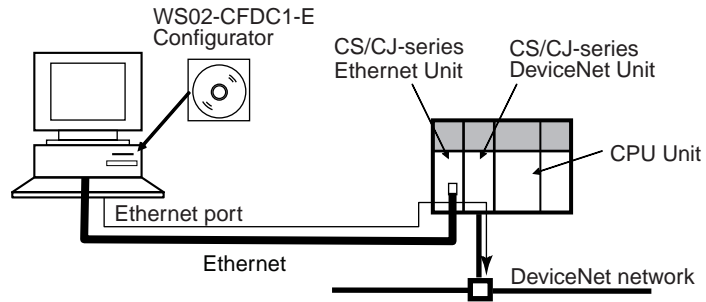 WS02-CFDC1-E
Configurator
CS/CJ-series
Ethernet Unit
CS/CJ-series
DeviceNet Unit
CPU Unit
Ethernet port
Ethernet
DeviceNet network